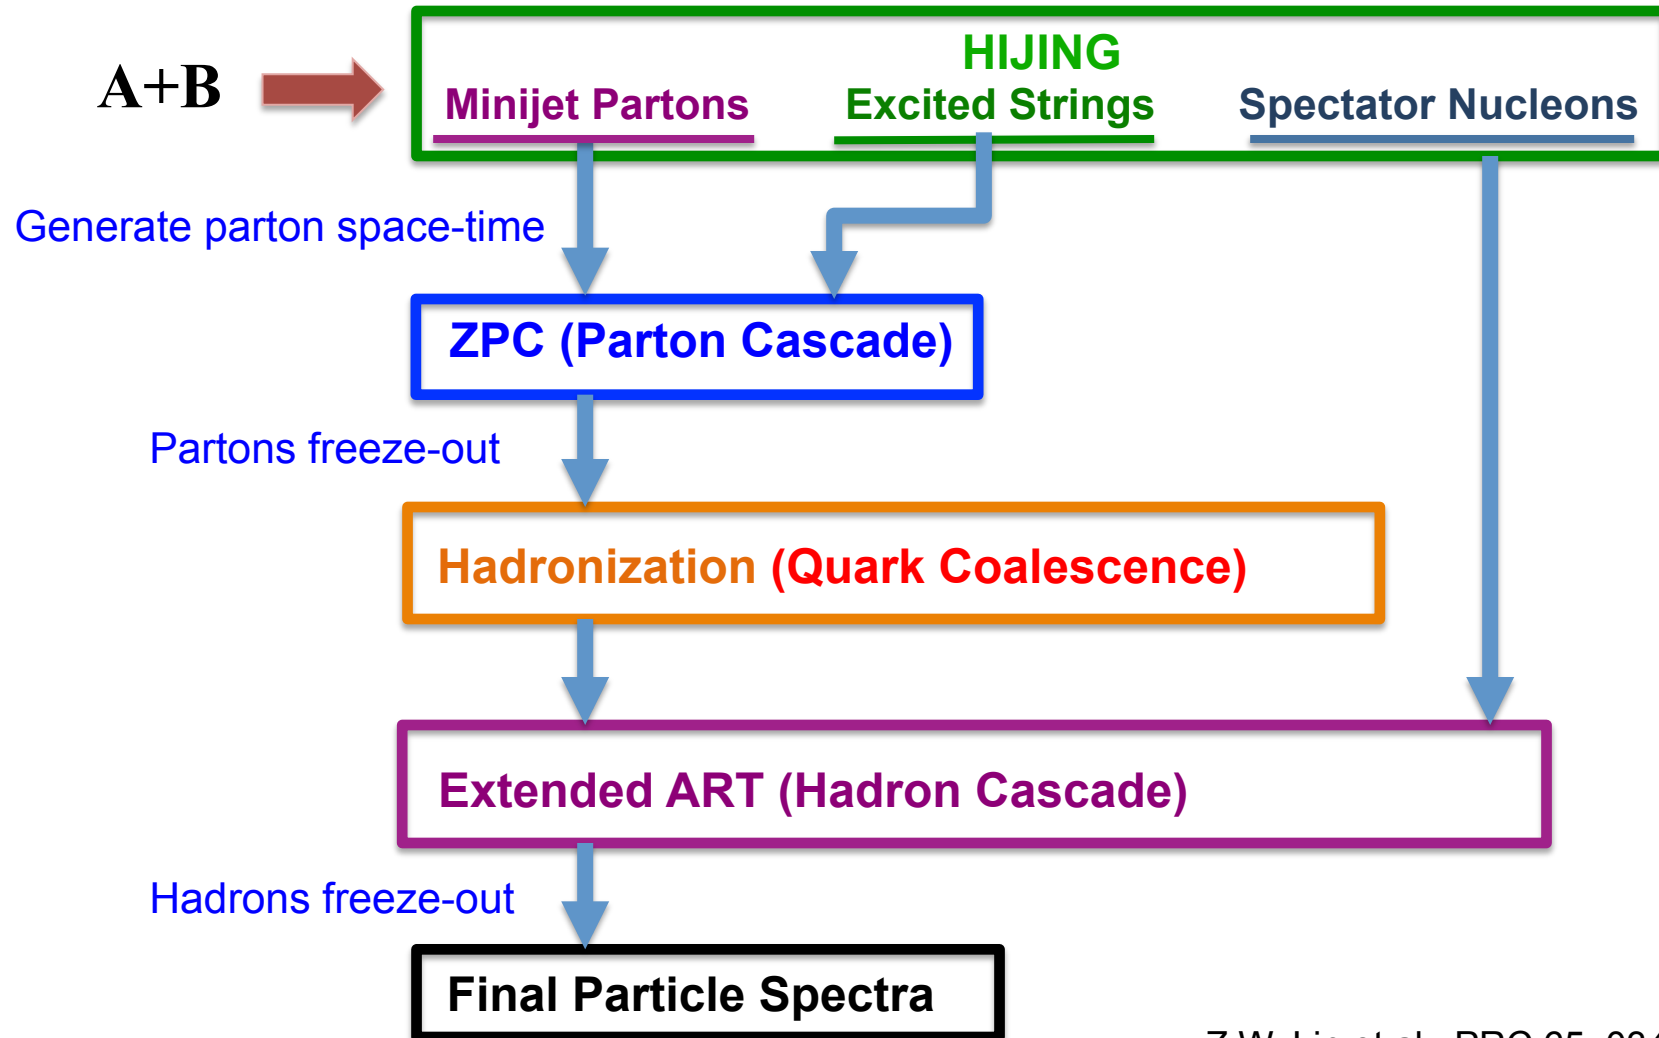 A+B
HIJING
Minijet Partons
Excited Strings
Spectator Nucleons
Generate parton space-time
ZPC (Parton Cascade)
Partons freeze-out
Hadronization (Quark Coalescence)
Extended ART (Hadron Cascade)
Hadrons freeze-out
Final Particle Spectra